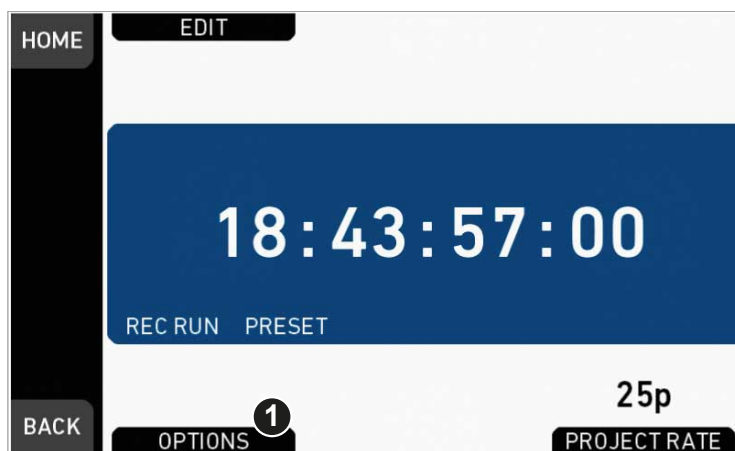 HOME
EDIT
18:43:57:00
REC RUN PRESET
25p
BACK
1
OPTIONS
PROJECT RATE